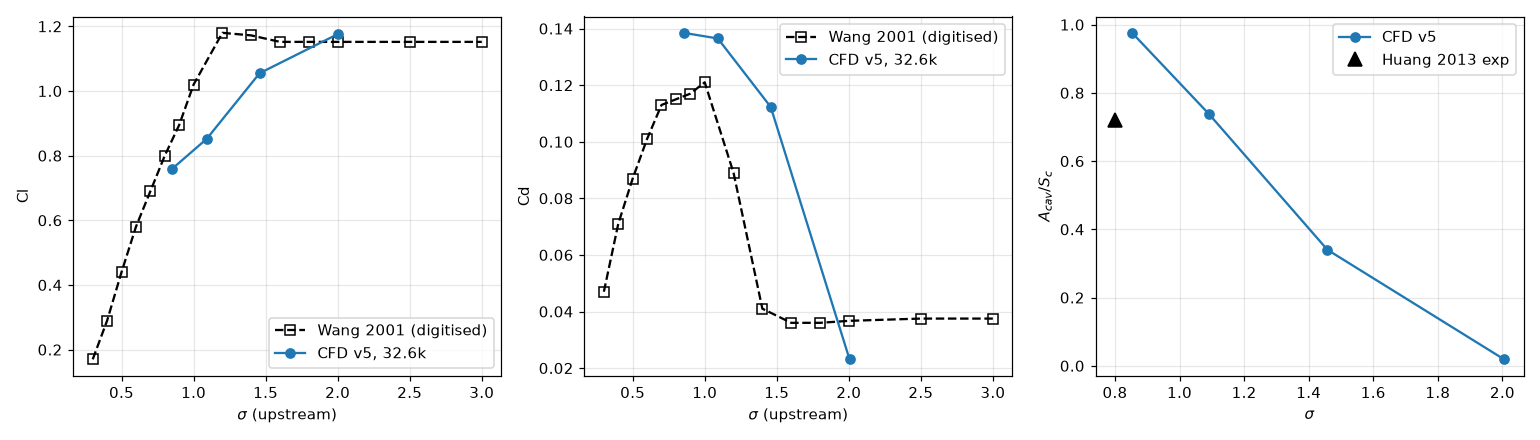 Cl
1.2
1.0
0.8
0.6
0.4
0.2
Wang 2001 (digitised)
CFD v5, 32.6k
0.5 1.0 1.5 2.0 2.5 3.0
σ (upstream)
Cd
0.14
0.12
0.10
0.08
0.06
0.04
0.02
Wang 2001 (digitised)
CFD v5, 32.6k
0.5 1.0 1.5 2.0 2.5 3.0
σ (upstream)
A_cav/S_c
1.0
0.8
0.6
0.4
0.2
0.0
CFD v5
Huang 2013 exp
0.8 1.0 1.2 1.4 1.6 1.8 2.0
σ